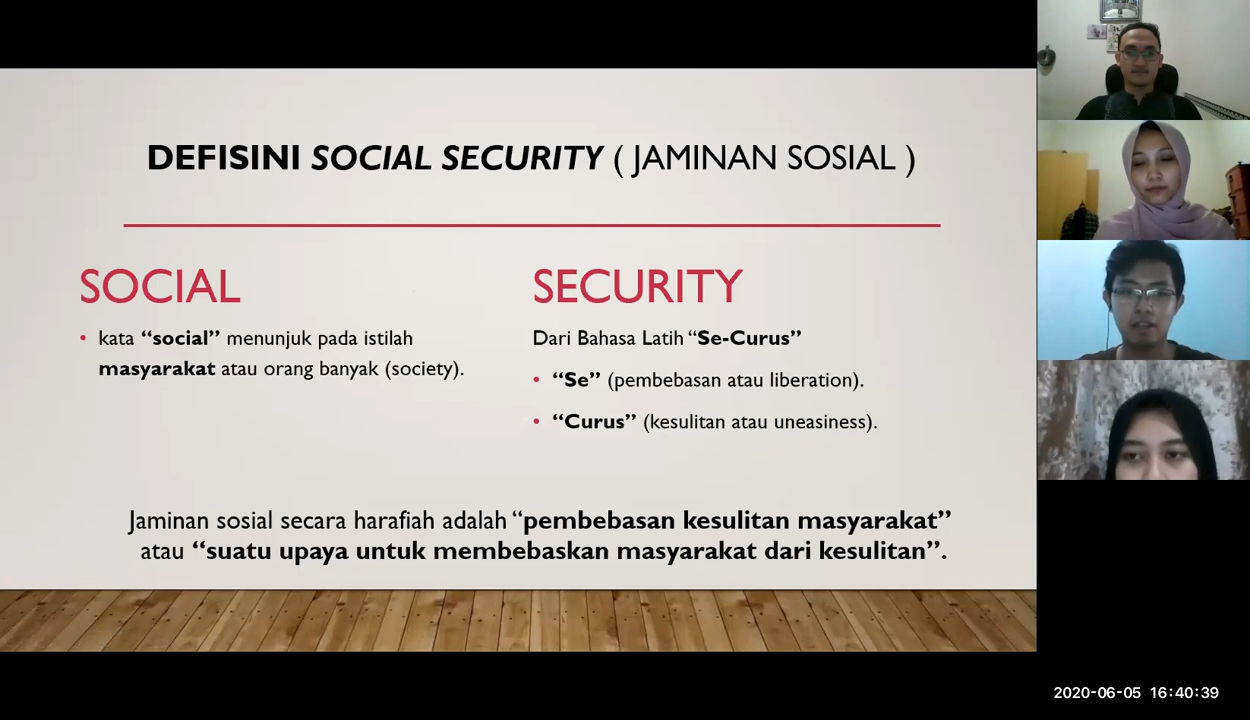 DEFISINI SOCIAL SECURITY ( JAMINAN SOSIAL )
SOCIAL
• kata “social” menunjuk pada istilah
masyarakat atau orang banyak (society).
SECURITY
Dari Bahasa Latih “Se-Curus”
• “Se” (pembebasan atau liberation).
• “Curus” (kesulitan atau uneasiness).
Jaminan sosial secara harafiah adalah “pembebasan kesulitan masyarakat”
atau “suatu upaya untuk membebaskan masyarakat dari kesulitan”.
2020-06-05 16:40:39